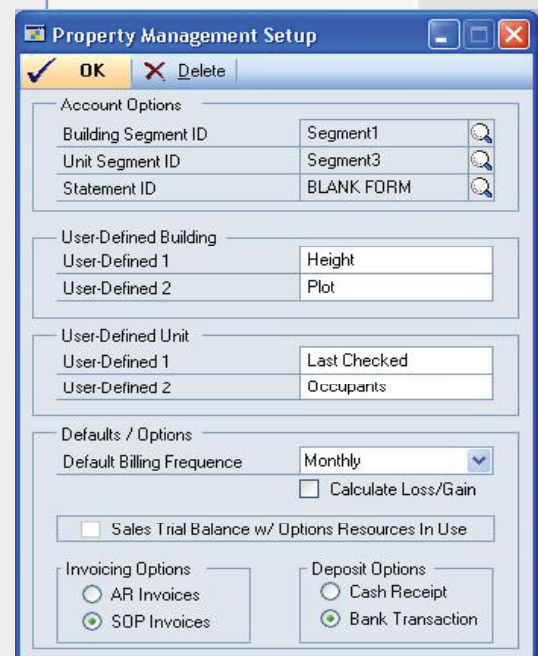 Property Management Setup
OK Delete
Account Options
Building Segment ID Segment1
Unit Segment ID Segment3
Statement ID BLANK FORM
User-Defined Building
User-Defined 1 Height
User-Defined 2 Plot
User-Defined Unit
User-Defined 1 Last Checked
User-Defined 2 Occupants
Defaults / Options
Default Billing Frequence Monthly
Calculate Loss/Gain
Sales Trial Balance w/ Options Resources In Use
Invoicing Options Deposit Options
AR Invoices Cash Receipt
SOP Invoices Bank Transaction